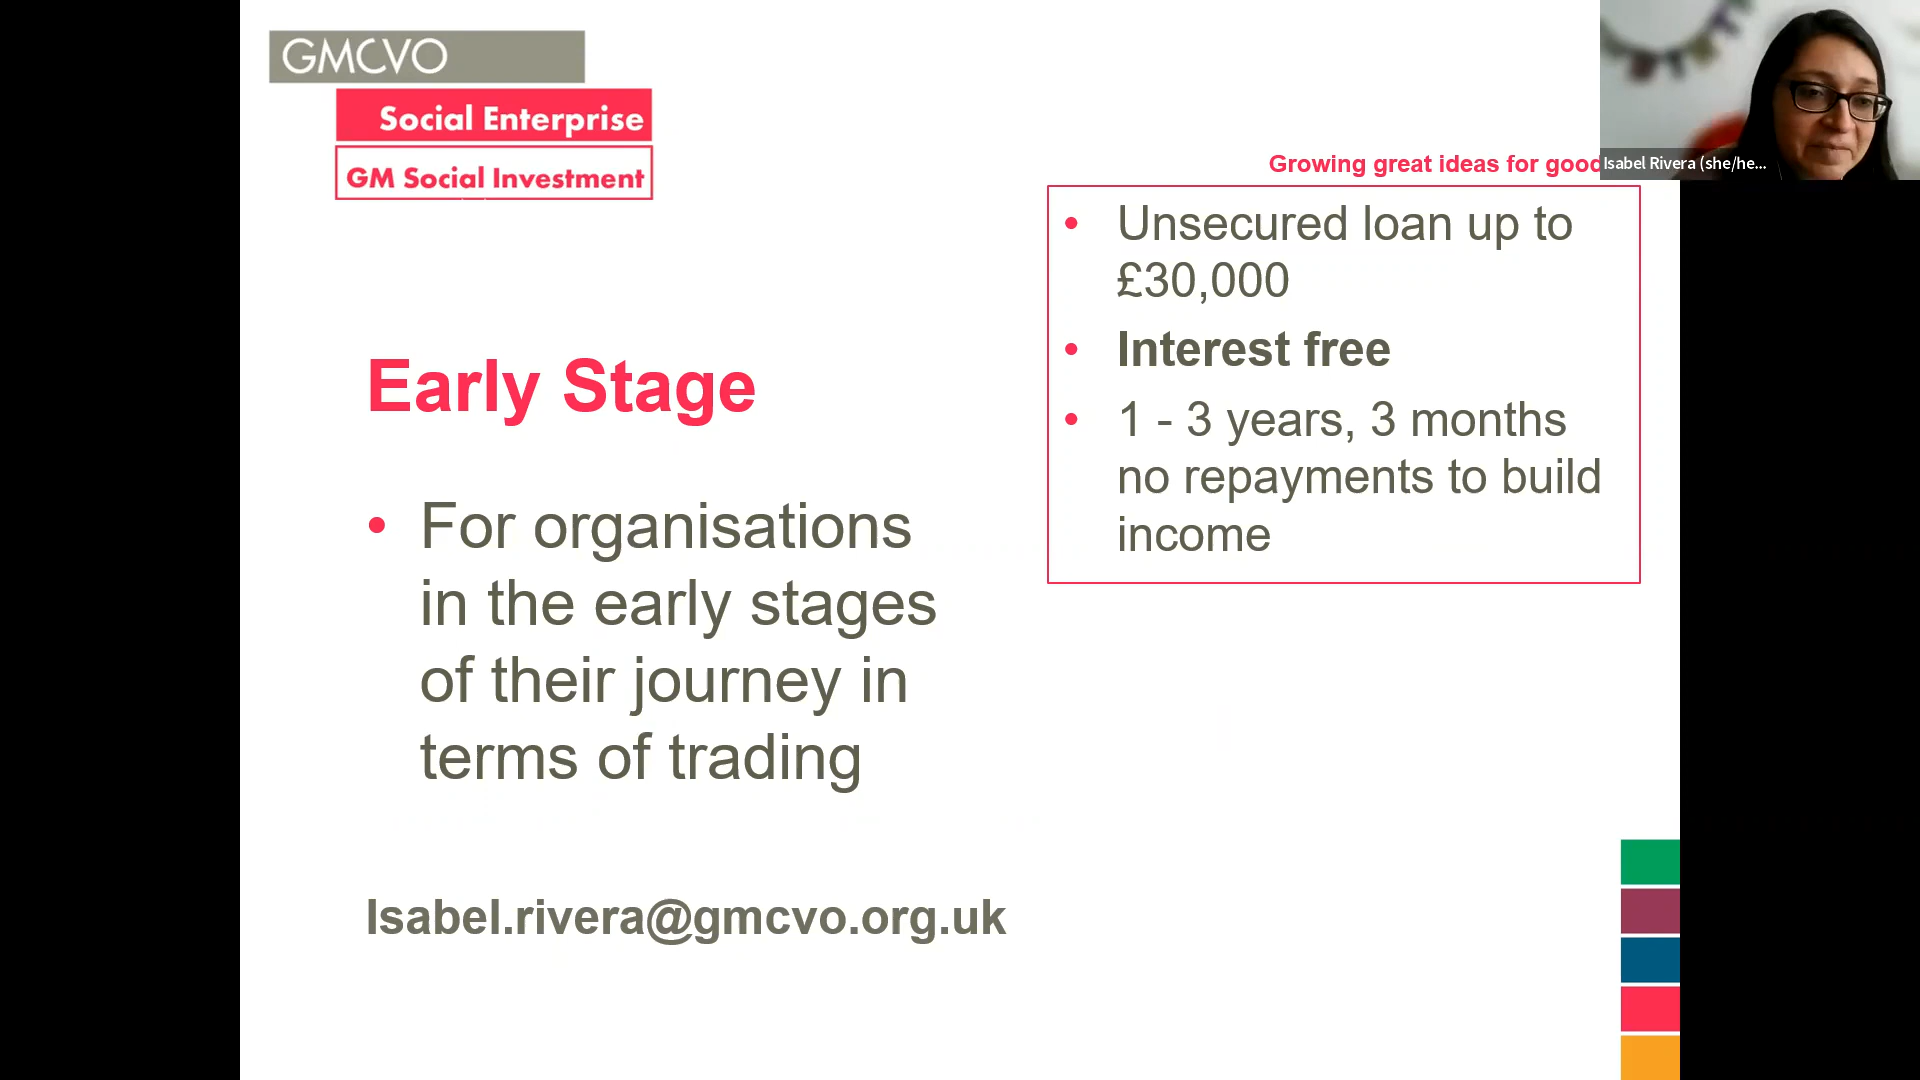 GMCVO
Social Enterprise
GM Social Investment
Growing great ideas for good
Isabel Rivera (she/he...
• Unsecured loan up to
£30,000
• Interest free
• 1 - 3 years, 3 months
no repayments to build
income
Early Stage
• For organisations
in the early stages
of their journey in
terms of trading
Isabel.rivera@gmcvo.org.uk